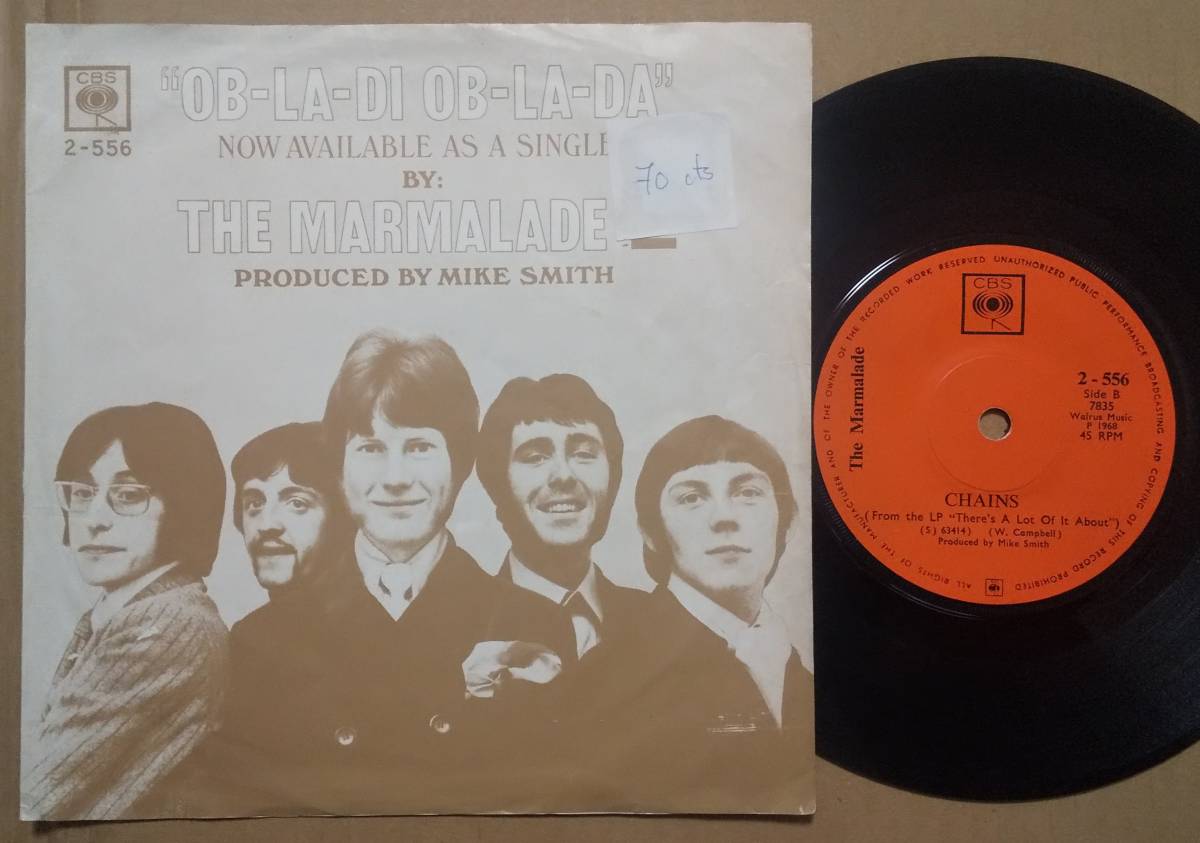 CBS
2-556
"OB-LA-DI OB-LA-DA"
NOW AVAILABLE AS A SINGLE
BY:
THE MARMALADE
PRODUCED BY MIKE SMITH
70 cts
CBS
The Marmalade
2 - 556
Side B
7835
Walrus Music
P 1968
45 RPM
CHAINS
(From the LP "There's A Lot Of It About")
(S) 63414) (W. Campbell)
Produced by Mike Smith
ALL RIGHTS OF THE MANUFACTURER AND OF THE OWNER OF THE RECORDED WORK RESERVED UNAUTHORIZED PUBLIC PERFORMANCE BROADCASTING AND COPYING OF THIS RECORD PROHIBITED